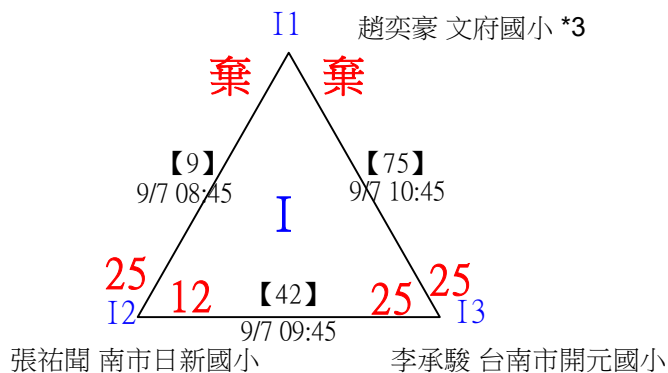 I1
趙奕豪 文府國小 *3
棄 棄
【9】
9/7 08:45
【75】
9/7 10:45
I
25
12
【42】
9/7 09:45
25
25
I2
I3
張祐聞 南市日新國小
李承駿 台南市開元國小